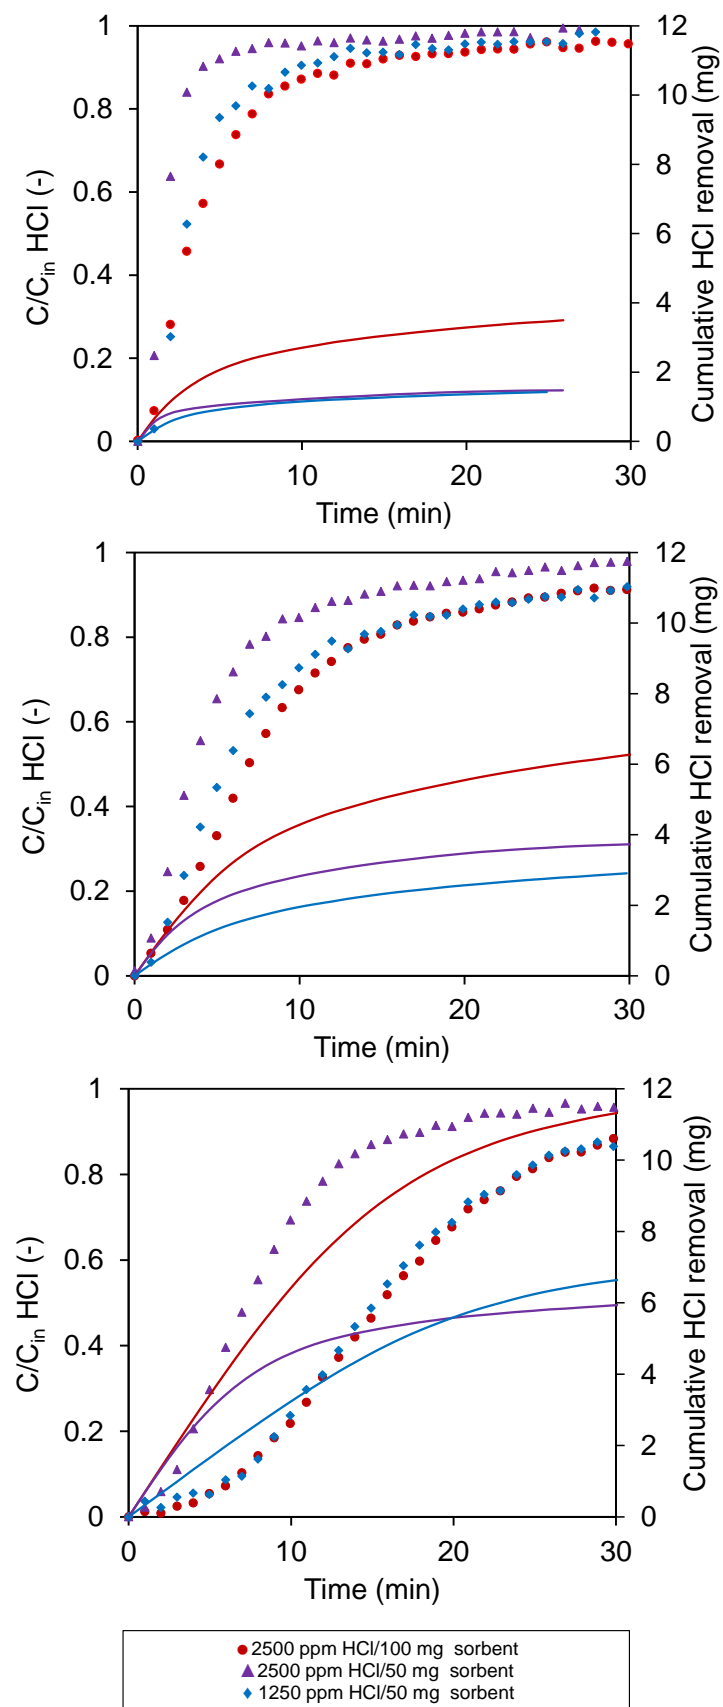 1
0.8
0.6
0.4
0.2
0
C/C_in HCl (-)
12
10
8
6
4
2
0
Cumulative HCl removal (mg)
0 10 20 30
Time (min)
1
0.8
0.6
0.4
0.2
0
C/C_in HCl (-)
12
10
8
6
4
2
0
Cumulative HCl removal (mg)
0 10 20 30
Time (min)
1
0.8
0.6
0.4
0.2
0
C/C_in HCl (-)
12
10
8
6
4
2
0
Cumulative HCl removal (mg)
0 10 20 30
Time (min)
2500 ppm HCl/100 mg sorbent
2500 ppm HCl/50 mg sorbent
1250 ppm HCl/50 mg sorbent